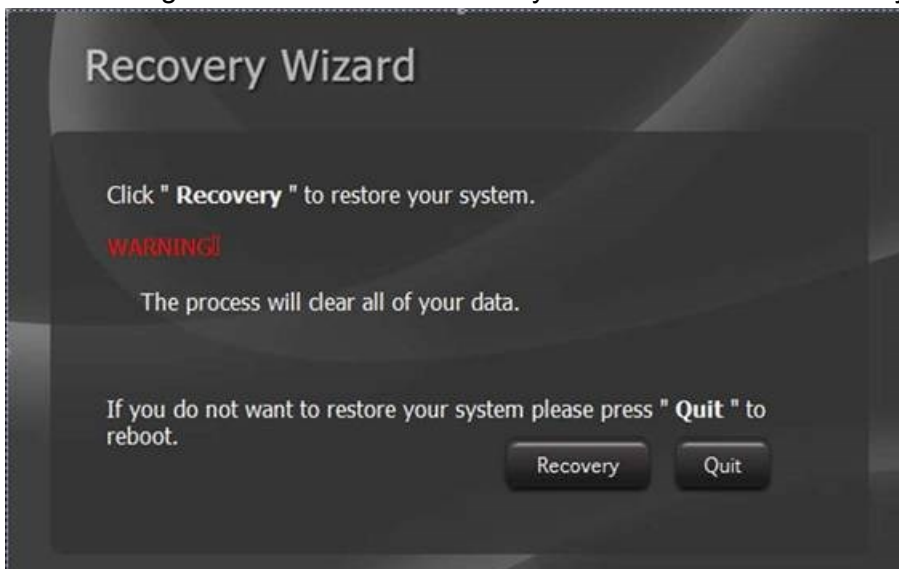 Recovery Wizard
Click " Recovery " to restore your system.
WARNING
The process will clear all of your data.
If you do not want to restore your system please press " Quit " to
reboot.
Recovery
Quit